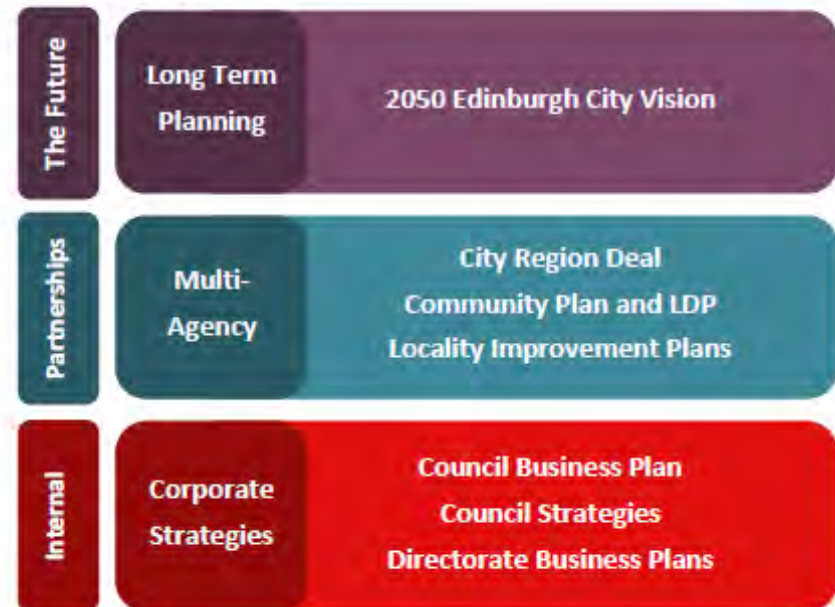 The Future
Long Term
Planning
2050 Edinburgh City Vision
Partnerships
Multi-
Agency
City Region Deal
Community Plan and LDP
Locality Improvement Plans
Internal
Corporate
Strategies
Council Business Plan
Council Strategies
Directorate Business Plans